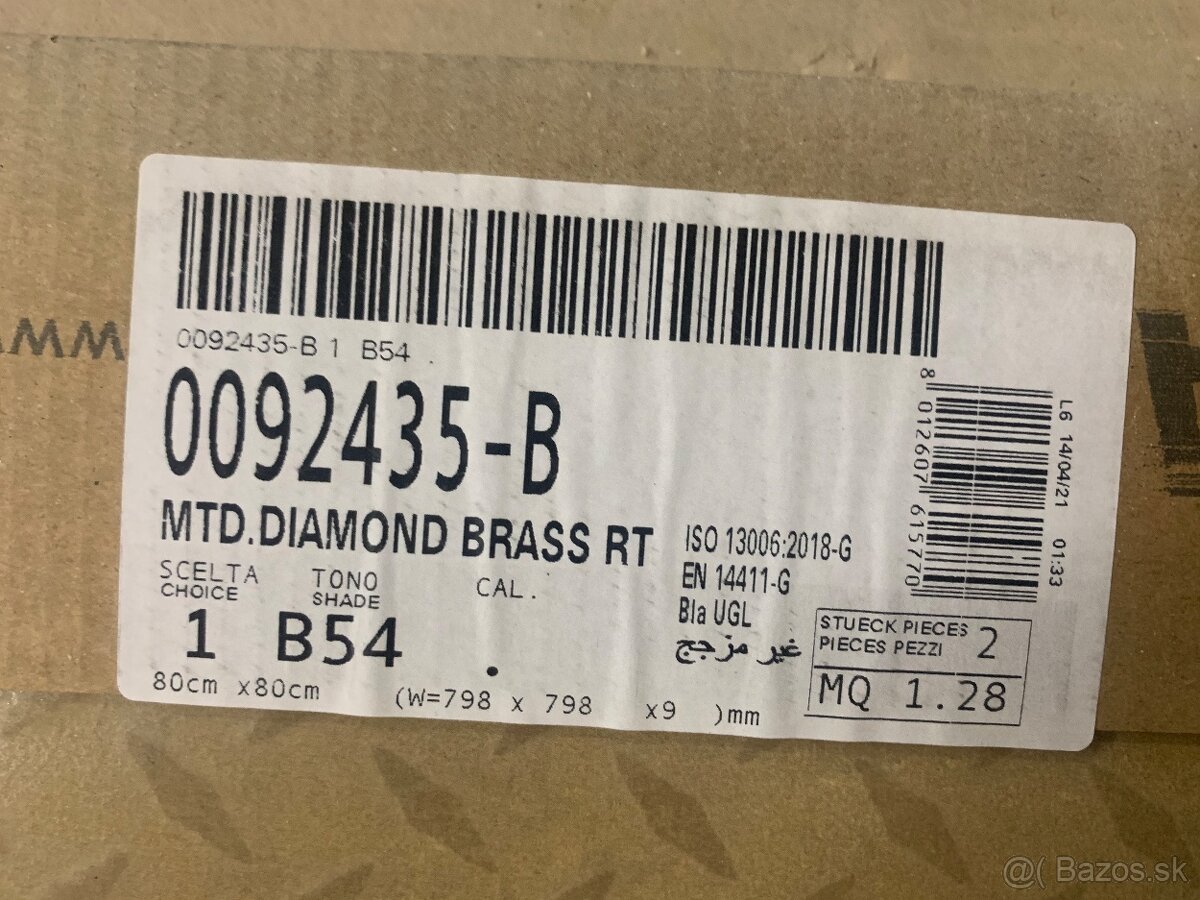 0092435-B 1 B54 .
0092435-B
MTD.DIAMOND BRASS RT
SCELTA
CHOICE
TONO
SHADE
CAL.
1 B54 .
80cm x80cm (W=798 x 798 x9 )mm
ISO 13006:2018-G
EN 14411-G
BIa UGL
غير مزجج
STUECK PIECES
PIECES PEZZI
2
MQ 1.28
8 012607 615770
L6 14/04/21 01:33
@( Bazos.sk